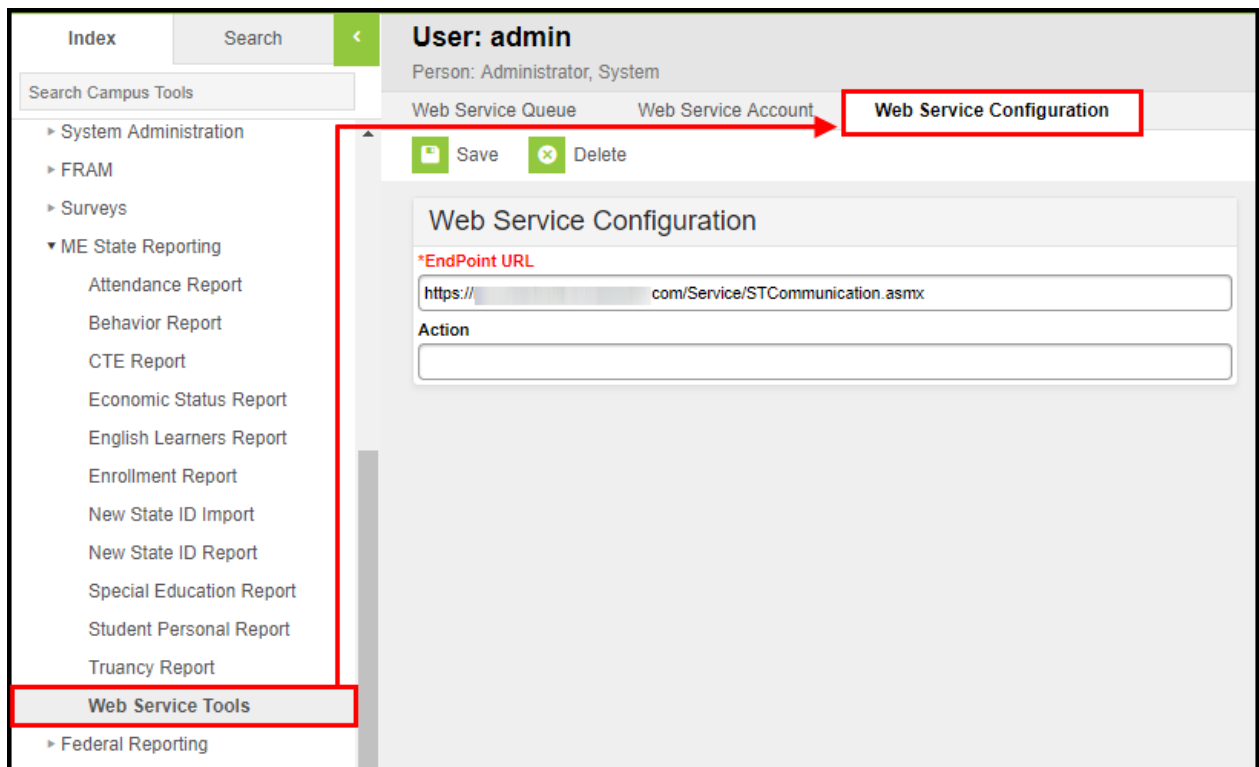 Index
Search
Search Campus Tools
System Administration
FRAM
Surveys
ME State Reporting
Attendance Report
Behavior Report
CTE Report
Economic Status Report
English Learners Report
Enrollment Report
New State ID Import
New State ID Report
Special Education Report
Student Personal Report
Truancy Report
Web Service Tools
Federal Reporting
User: admin
Person: Administrator, System
Web Service Queue
Web Service Account
Web Service Configuration
Save
Delete
Web Service Configuration
*EndPoint URL
https:// com/Service/STCommunication.asmx
Action